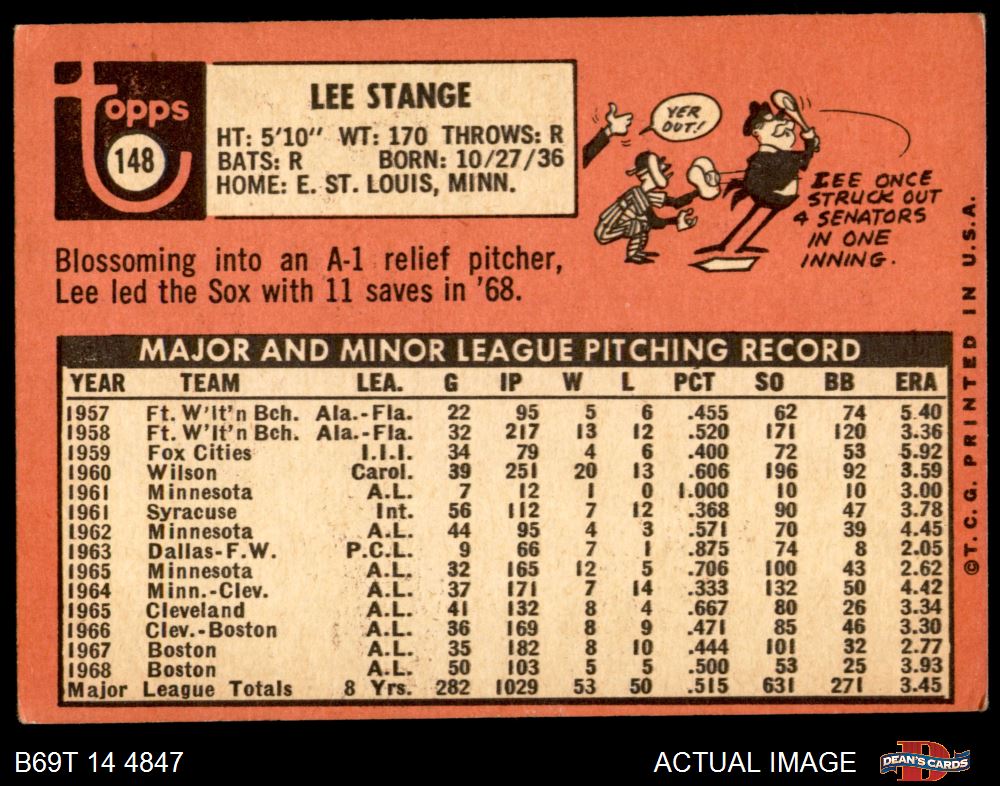 Topps
148
LEE STANGE
HT: 5'10" WT: 170 THROWS: R
BATS: R BORN: 10/27/36
HOME: E. ST. LOUIS, MINN.
YER
OUT!
LEE ONCE
STRUCK OUT
4 SENATORS
IN ONE
INNING.
Blossoming into an A-1 relief pitcher,
Lee led the Sox with 11 saves in '68.
MAJOR AND MINOR LEAGUE PITCHING RECORD
YEAR TEAM LEA. G IP W L PCT SO BB ERA
1957 Ft. W'lt'n Bch. Ala.-Fla. 22 95 5 6 .455 62 74 5.40
1958 Ft. W'lt'n Bch. Ala.-Fla. 32 217 13 12 .520 171 120 3.36
1959 Fox Cities I.I.I. 34 79 4 6 .400 72 53 5.92
1960 Wilson Carol. 39 251 20 13 .606 196 92 3.59
1961 Minnesota A.L. 7 12 1 0 1.000 10 10 3.00
1961 Syracuse Int. 56 112 7 12 .368 90 47 3.78
1962 Minnesota A.L. 44 95 4 3 .571 70 39 4.45
1963 Dallas-F.W. P.C.L. 9 66 7 1 .875 74 8 2.05
1965 Minnesota A.L. 32 165 12 5 .706 100 43 2.62
1964 Minn.-Clev. A.L. 37 171 7 14 .333 132 50 4.42
1965 Cleveland A.L. 41 132 8 4 .667 80 26 3.34
1966 Clev.-Boston A.L. 36 169 8 9 .471 85 46 3.30
1967 Boston A.L. 35 182 8 10 .444 101 32 2.77
1968 Boston A.L. 50 103 5 5 .500 53 25 3.93
Major League Totals 8 Yrs. 282 1029 53 50 .515 631 271 3.45
©T. C. G. PRINTED IN U.S.A.
B69T 14 4847
ACTUAL IMAGE
D
DEAN'S CARDS